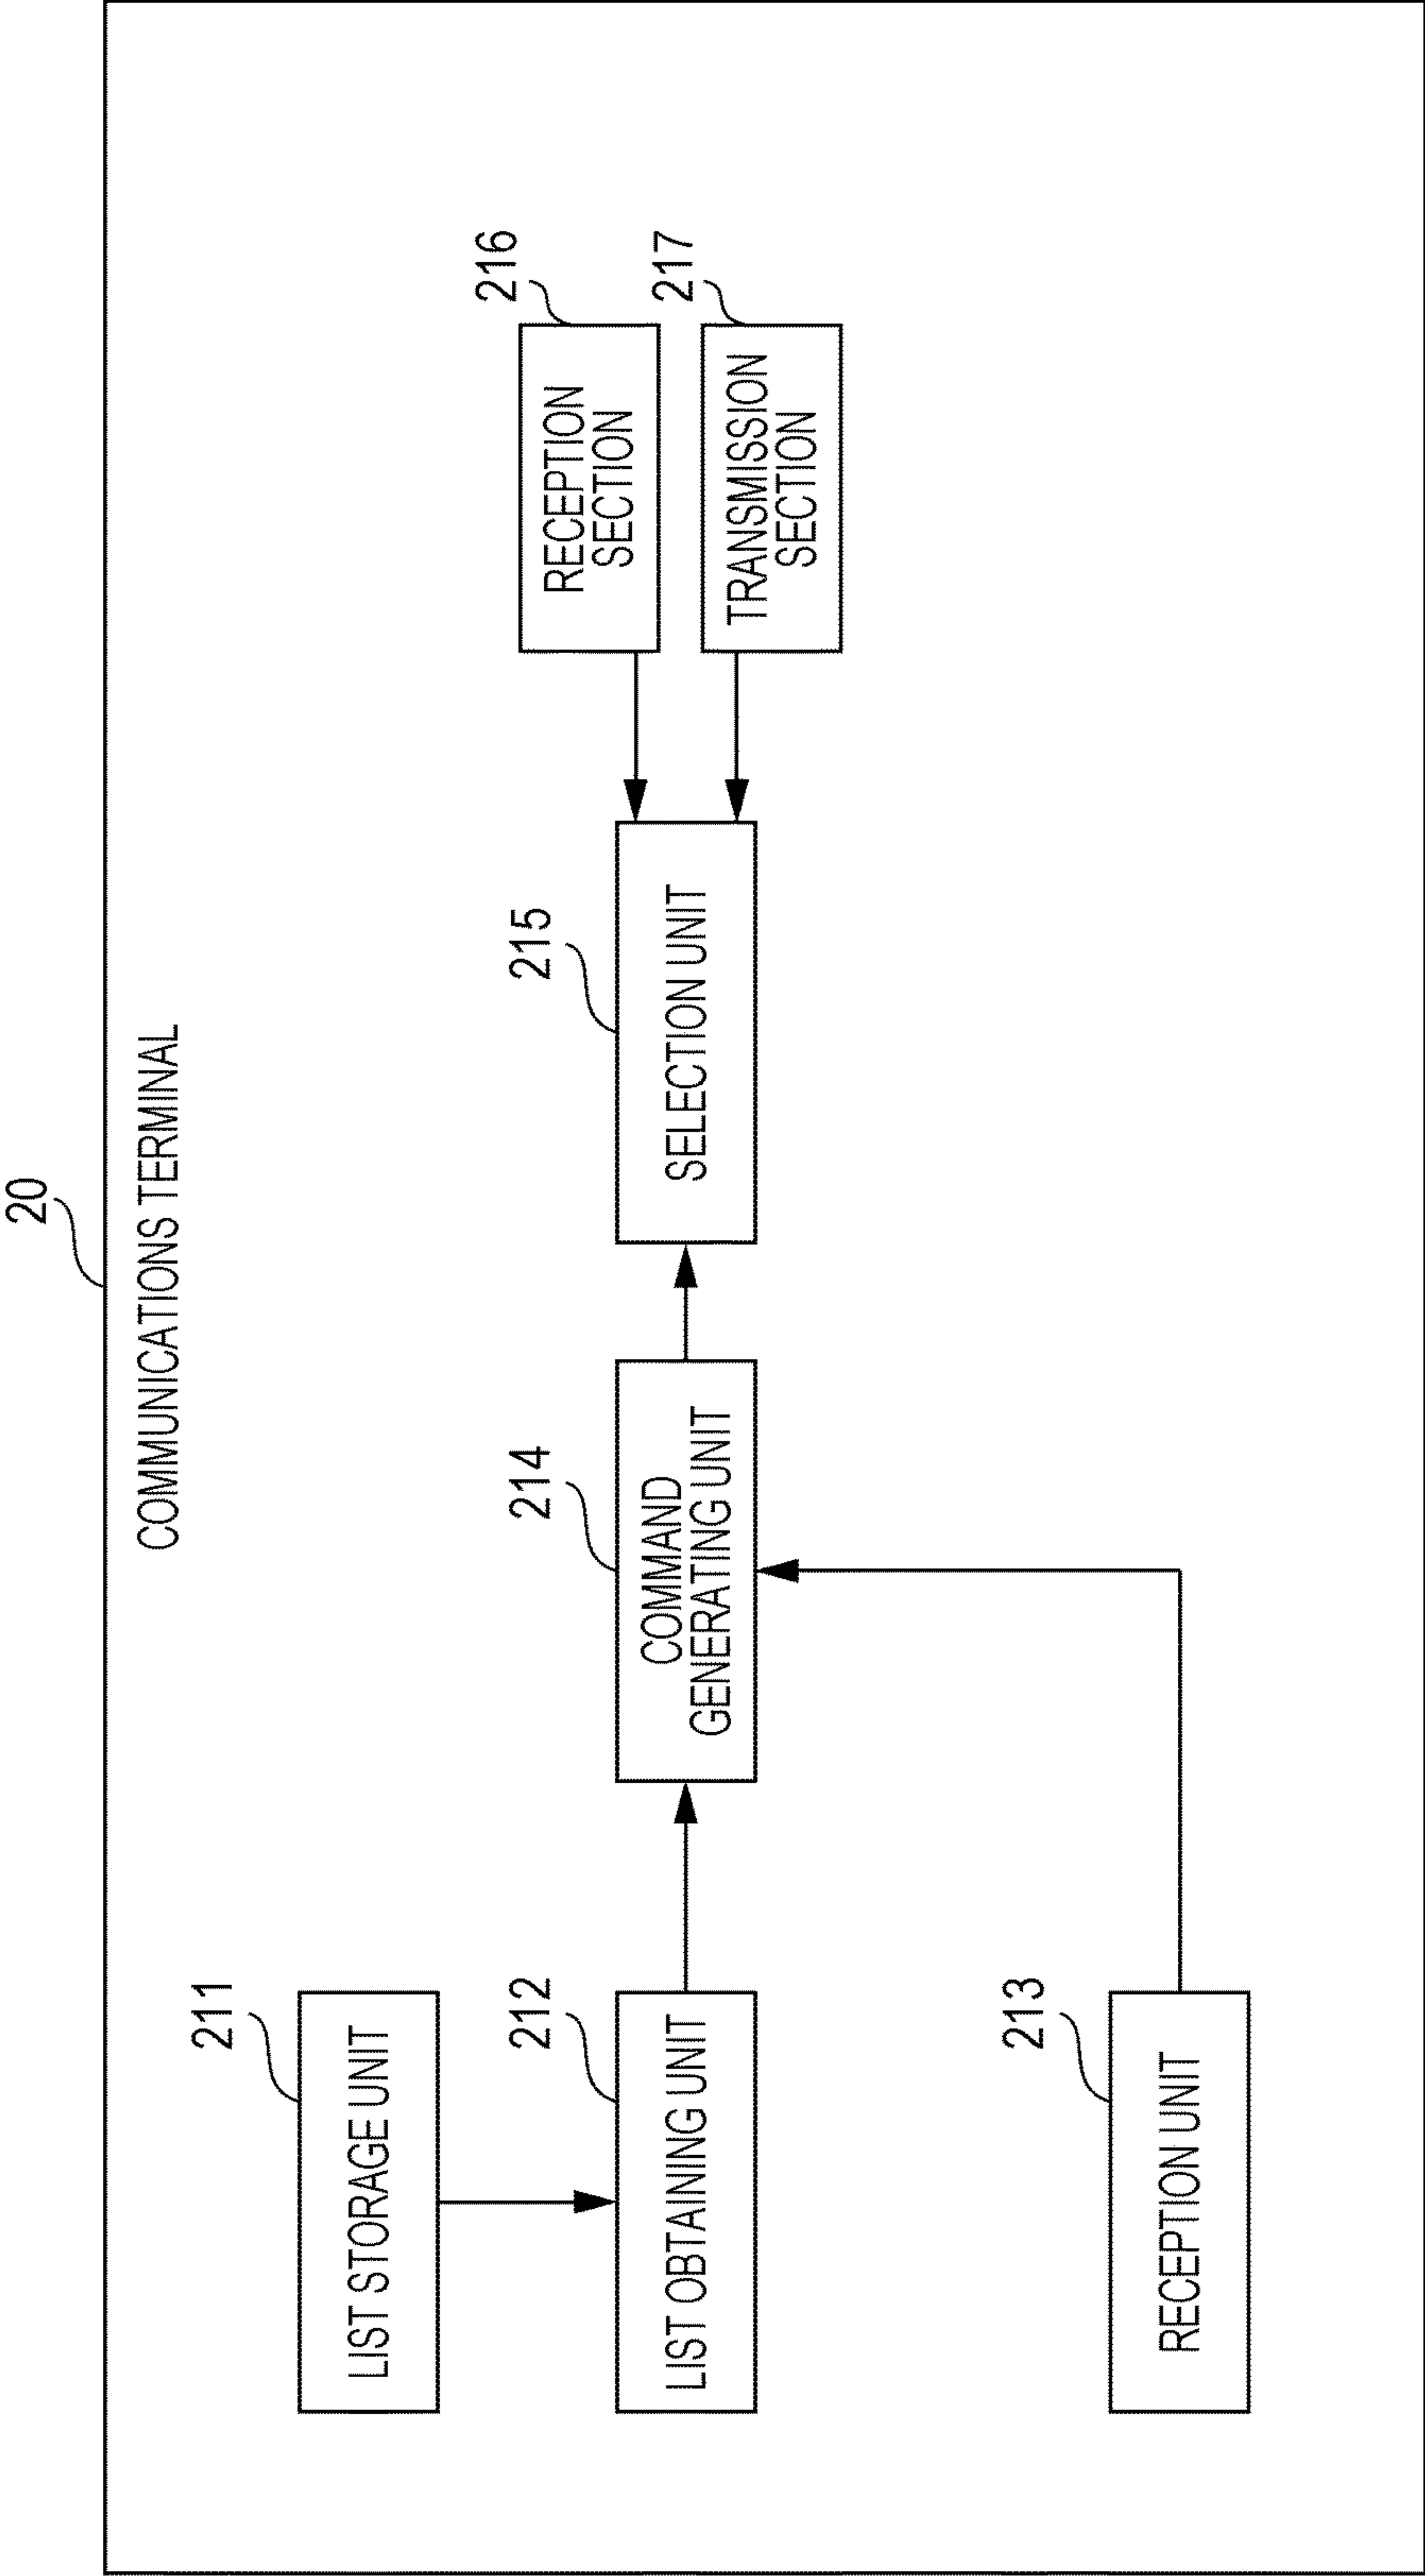 20
COMMUNICATIONS TERMINAL
211
LIST STORAGE UNIT
212
LIST OBTAINING UNIT
214
COMMAND
GENERATING UNIT
215
SELECTION UNIT
216
RECEPTION
SECTION
217
TRANSMISSION
SECTION
213
RECEPTION UNIT